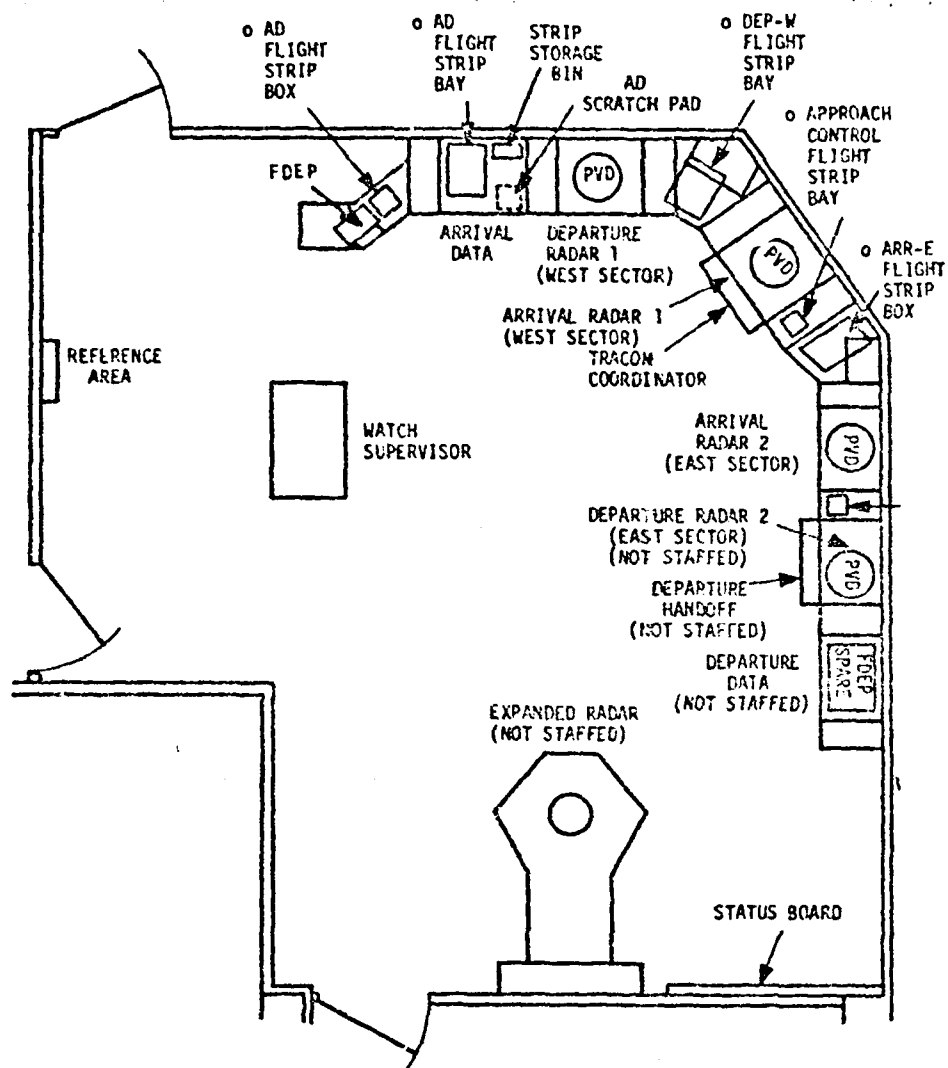 o AD
FLIGHT
STRIP
BOX
o AD
FLIGHT
STRIP
BAY
STRIP
STORAGE
BIN
AD
SCRATCH PAD
o DEP-W
FLIGHT
STRIP
BAY
o APPROACH
CONTROL
FLIGHT
STRIP
BAY
o ARR-E
FLIGHT
STRIP
BOX
FDEP
PVD
ARRIVAL
DATA
DEPARTURE
RADAR 1
(WEST SECTOR)
PVD
ARRIVAL RADAR 1
(WEST SECTOR)
TRACON
COORDINATOR
REFERENCE
AREA
WATCH
SUPERVISOR
ARRIVAL
RADAR 2
(EAST SECTOR)
PVD
DEPARTURE RADAR 2
(EAST SECTOR)
(NOT STAFFED)
PVD
DEPARTURE
HANDOFF
(NOT STAFFED)
DEPARTURE
DATA
(NOT STAFFED)
FDEP
SPARE
EXPANDED RADAR
(NOT STAFFED)
STATUS BOARD